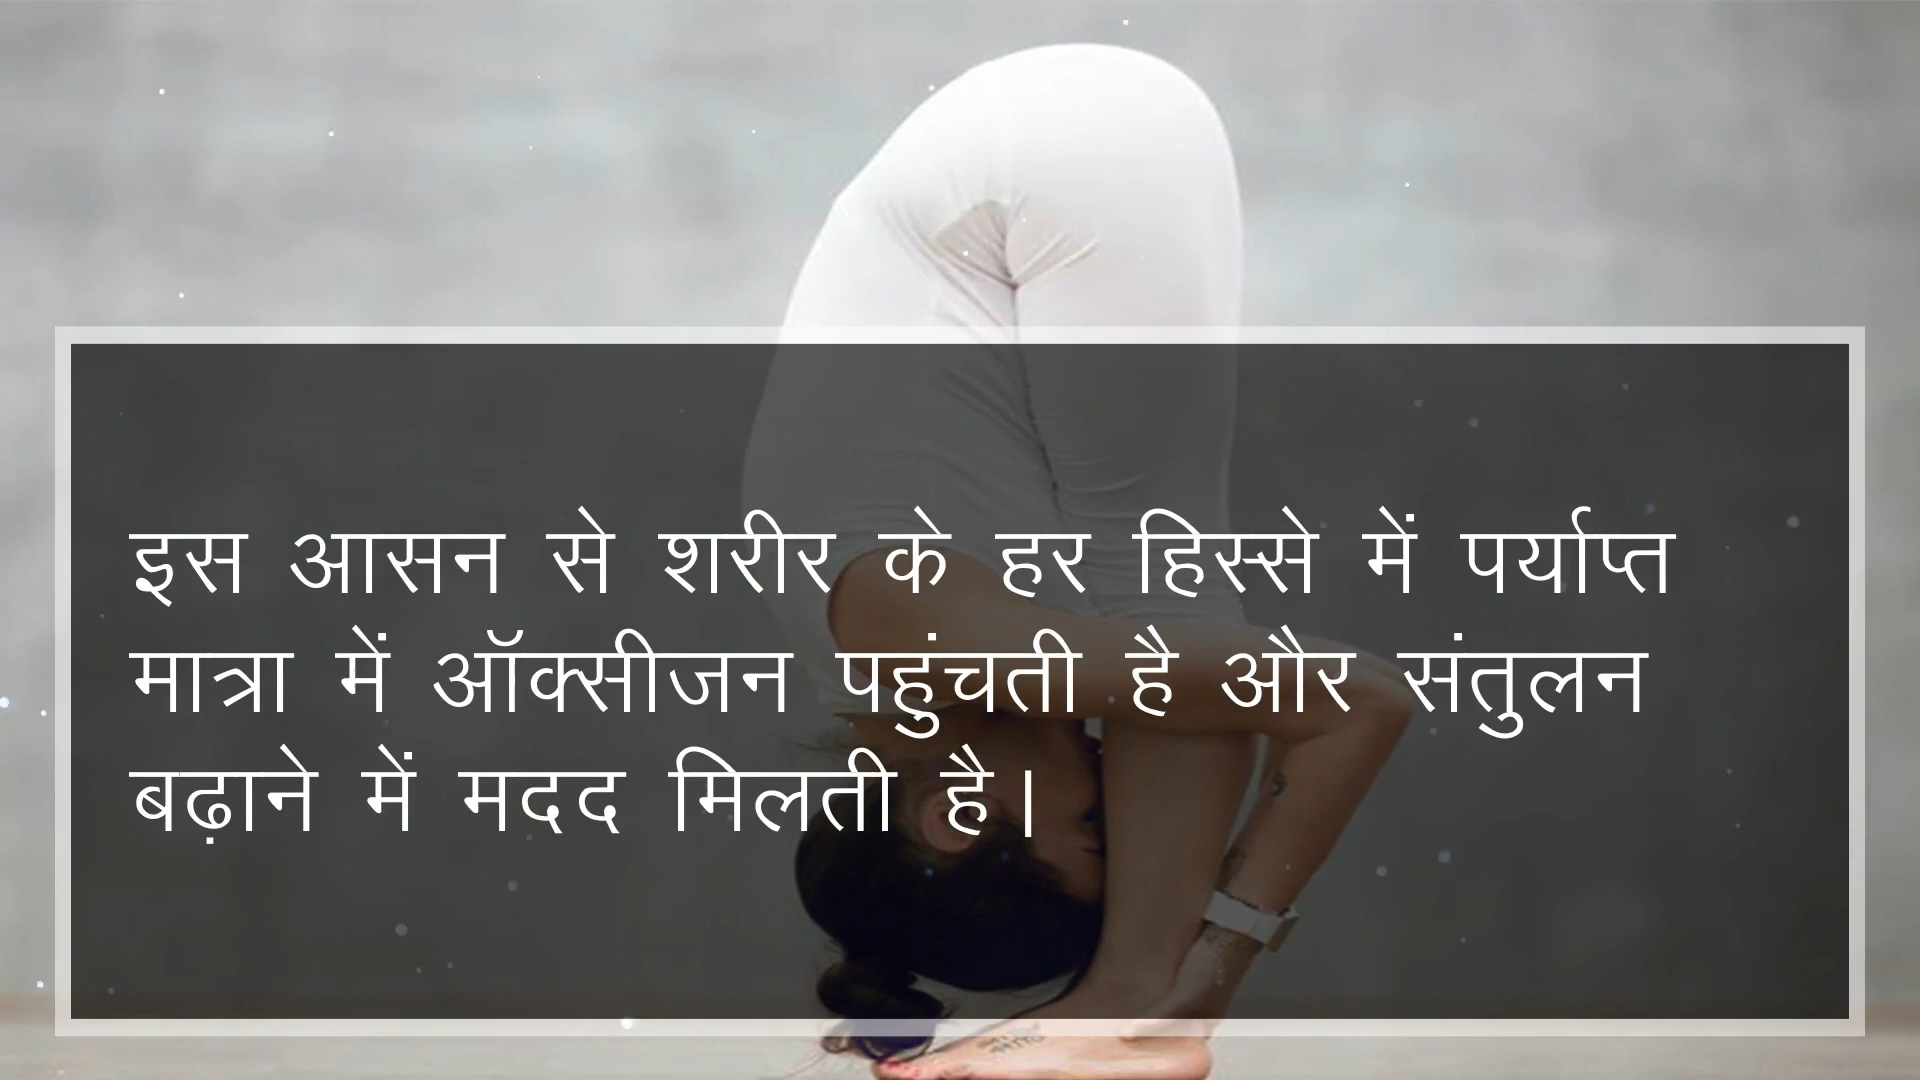 इस आसन से शरीर के हर हिस्से में पर्याप्त
मात्रा में ऑक्सीजन पहुंचती है और संतुलन
बढ़ाने में मदद मिलती है।